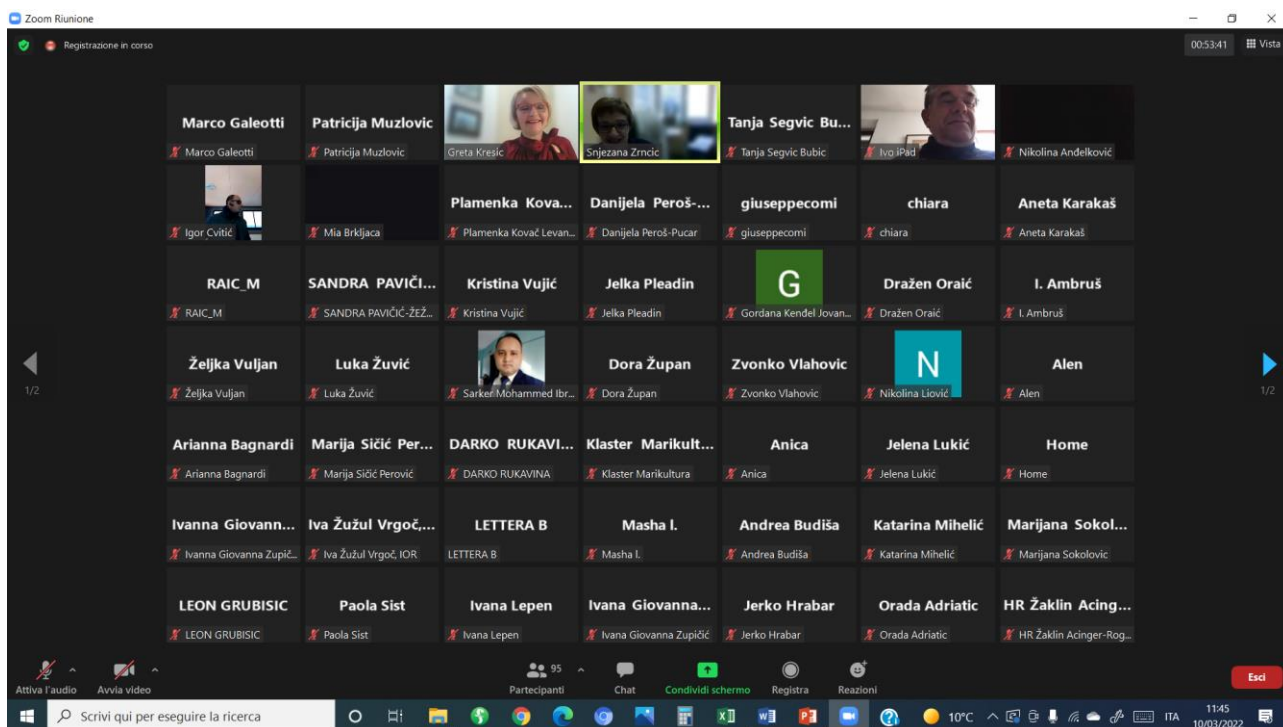 Zoom Riunione
Registrazione in corso
00:53:41
Vista
Marco Galeotti
Marco Galeotti
Patricija Muzlovic
Patricija Muzlovic
Greta Kresic
Snjezana Zrncic
Tanja Segvic Bu...
Tanja Segvic Bubic
Ivo iPad
Nikolina Anđelković
Igor Cvitić
Mia Brkljaca
Plamenka Kova...
Plamenka Kovač Levan...
Danijela Peroš-...
Danijela Peroš-Pucar
giuseppecomi
giuseppecomi
chiara
chiara
Aneta Karakaš
Aneta Karakaš
RAIC_M
RAIC_M
SANDRA PAVIČI...
SANDRA PAVIČIĆ-ŽEŽ...
Kristina Vujić
Kristina Vujić
Jelka Pleadin
Jelka Pleadin
G
Gordana Kenđel Jovan...
Dražen Oraić
Dražen Oraić
I. Ambruš
I. Ambruš
Željka Vuljan
Željka Vuljan
Luka Žuvić
Luka Žuvić
Sarker Mohammed Ibr...
Dora Župan
Dora Župan
Zvonko Vlahovic
Zvonko Vlahovic
N
Nikolina Liović
Alen
Alen
1/2
1/2
Arianna Bagnardi
Arianna Bagnardi
Marija Sičić Per...
Marija Sičić Perović
DARKO RUKAVI...
DARKO RUKAVINA
Klaster Marikult...
Klaster Marikultura
Anica
Anica
Jelena Lukić
Jelena Lukić
Home
Home
Ivanna Giovann...
Ivanna Giovanna Zupič...
Iva Žužul Vrgoč,...
Iva Žužul Vrgoč, IOR
LETTERA B
LETTERA B
Masha I.
Masha I.
Andrea Budiša
Andrea Budiša
Katarina Mihelić
Katarina Mihelić
Marijana Sokol...
Marijana Sokolovic
LEON GRUBISIC
LEON GRUBISIC
Paola Sist
Paola Sist
Ivana Lepen
Ivana Lepen
Ivana Giovanna...
Ivana Giovanna Zupičić
Jerko Hrabar
Jerko Hrabar
Orada Adriatic
Orada Adriatic
HR Žaklin Acing...
HR Žaklin Acinger-Rog...
Attiva l'audio
Avvia video
95
Partecipanti
Chat
Condividi schermo
Registra
Reazioni
Esci
Scrivi qui per eseguire la ricerca
10°C
ITA
11:45
10/03/2022